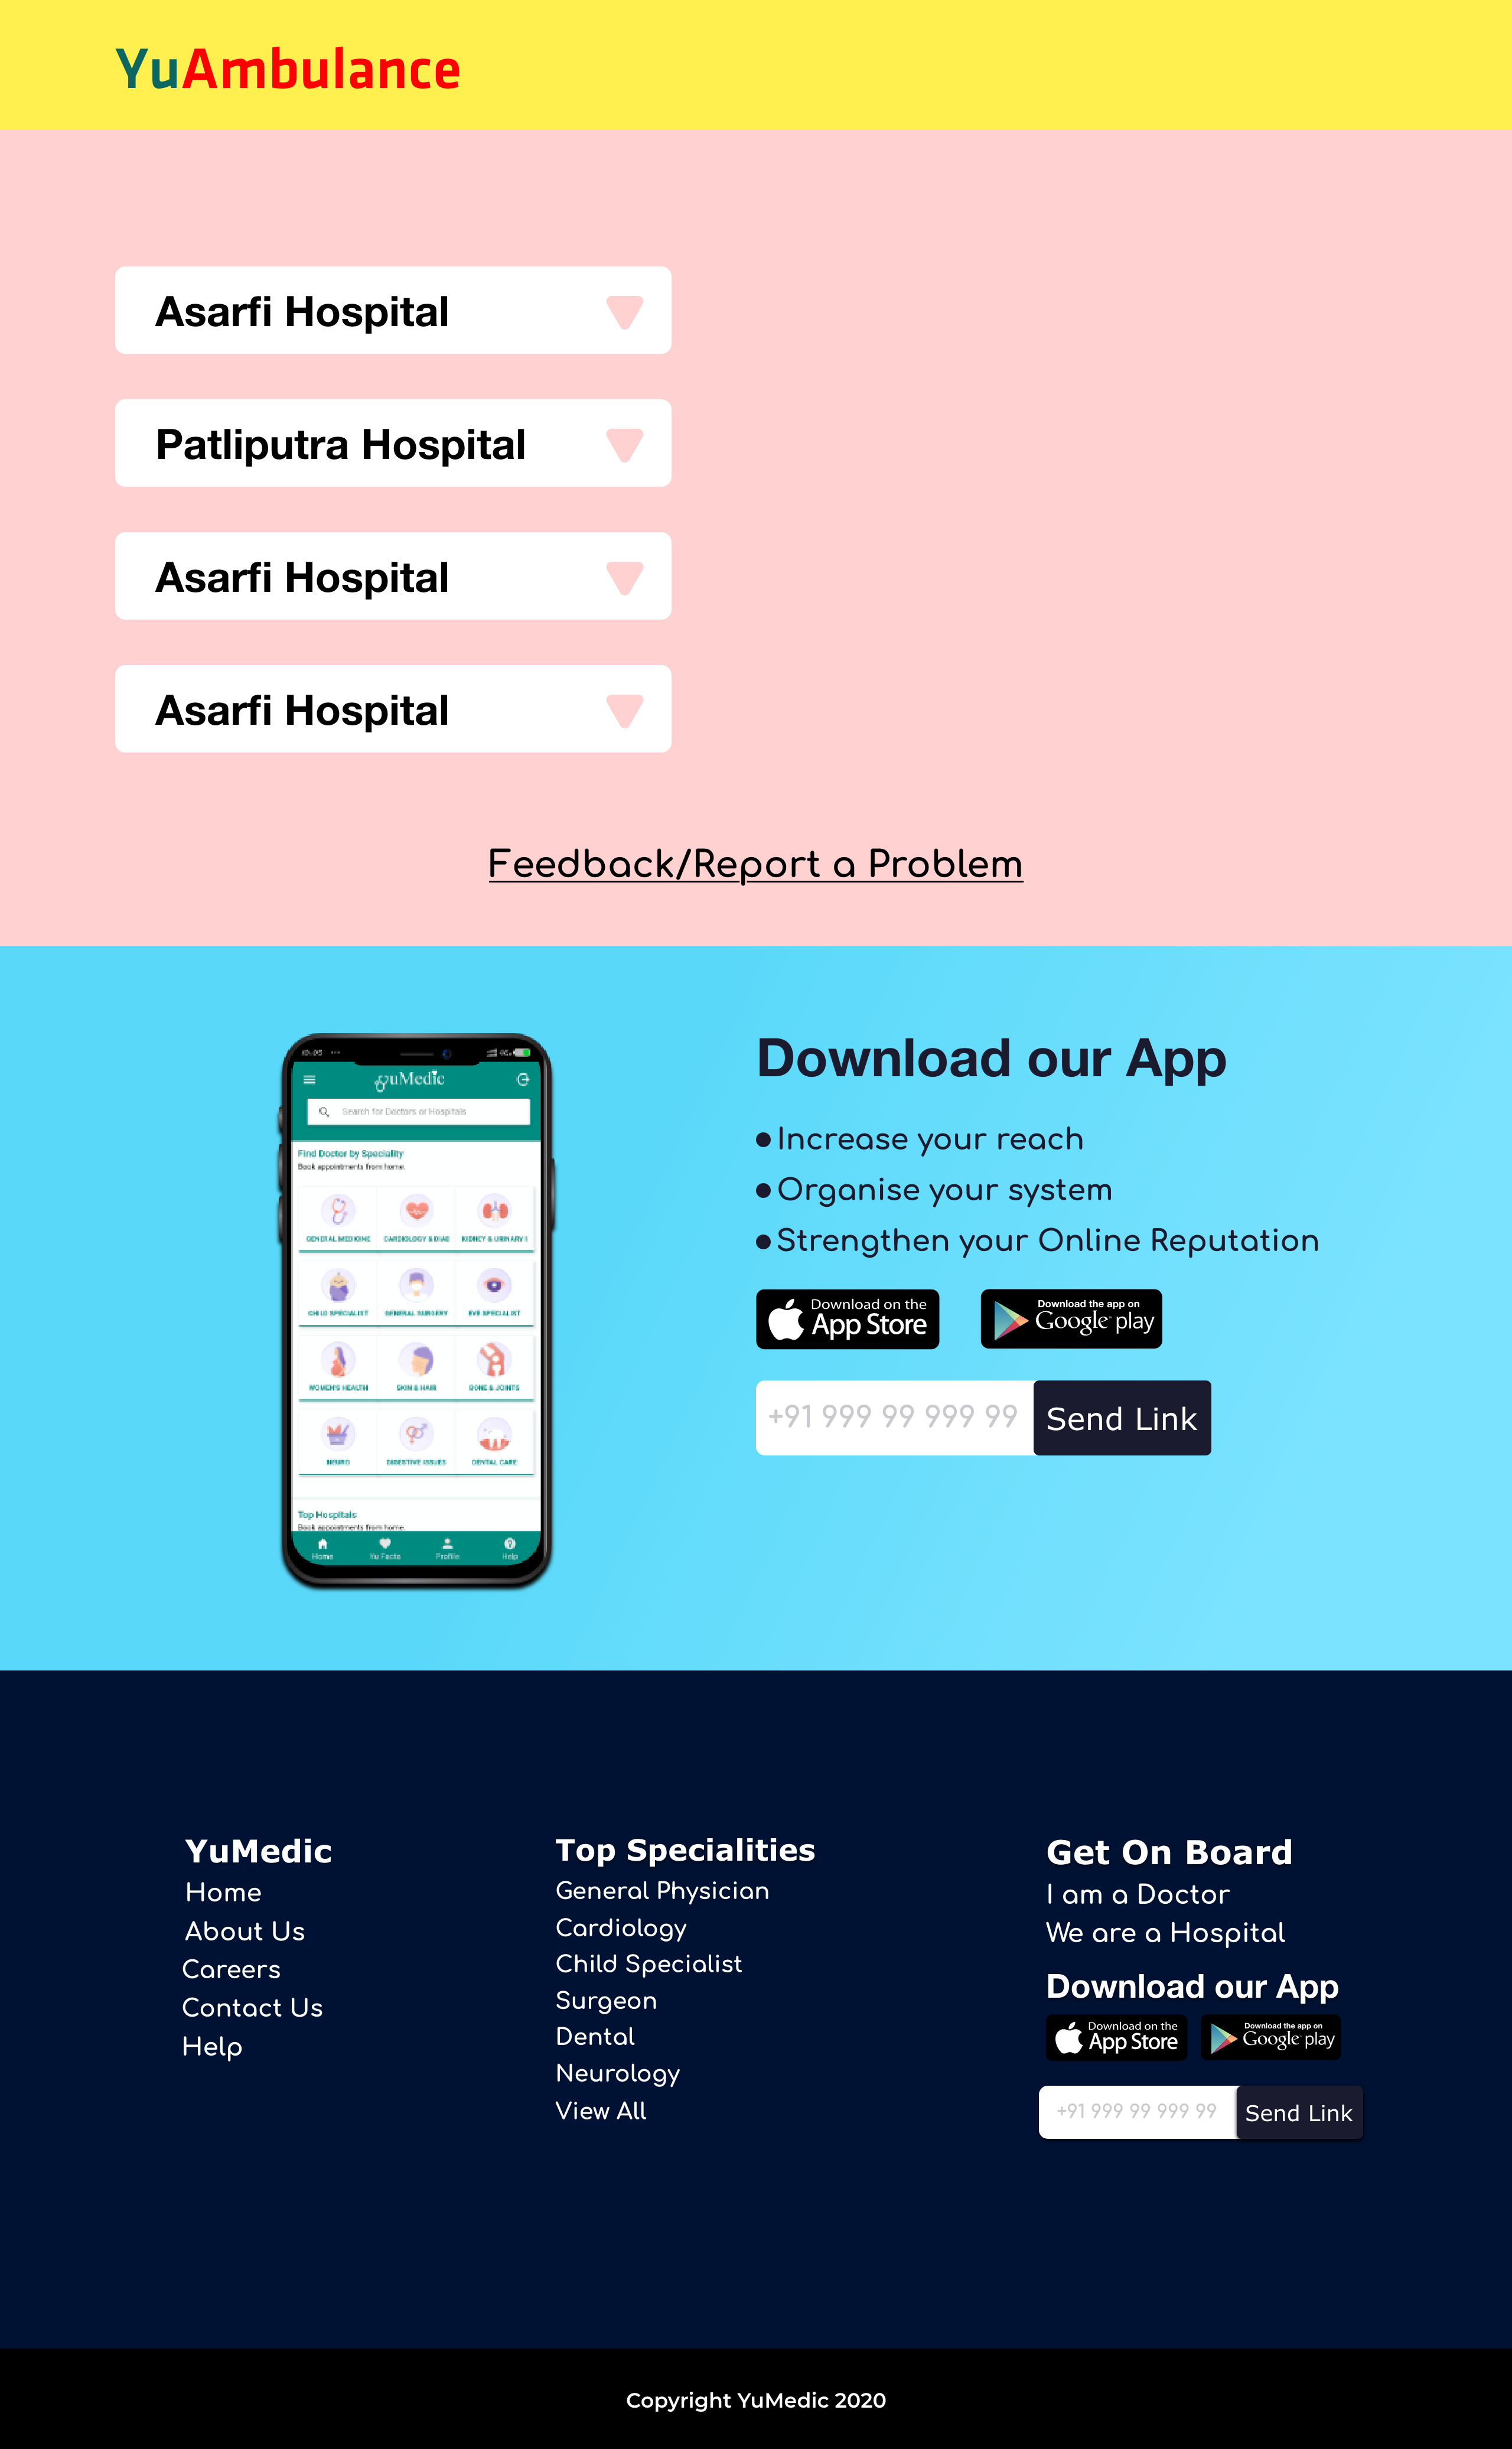 YuAmbulance
Asarfi Hospital
Patliputra Hospital
Asarfi Hospital
Asarfi Hospital
Feedback/Report a Problem
yuMedic
Search for Doctors or Hospitals
Find Doctor by Speciality
Book appointments from home.
GENERAL MEDICINE CARDIOLOGY & DIAB KIDNEY & URINARY I
CHILD SPECIALIST GENERAL SURGERY EYE SPECIALIST
WOMEN'S HEALTH SKIN & HAIR BONE & JOINTS
NEURO DIGESTIVE ISSUES DENTAL CARE
Top Hospitals
Book appointments from home.
Home Yu Facts Profile Help
Download our App
Increase your reach
Organise your system
Strengthen your Online Reputation
Download on the
App Store
Download the app on
Google play
+91 999 99 999 99 Send Link
YuMedic
Home
About Us
Careers
Contact Us
Help
Top Specialities
General Physician
Cardiology
Child Specialist
Surgeon
Dental
Neurology
View All
Get On Board
I am a Doctor
We are a Hospital
Download our App
Download on the
App Store
Download the app on
Google play
+91 999 99 999 99 Send Link
Copyright YuMedic 2020